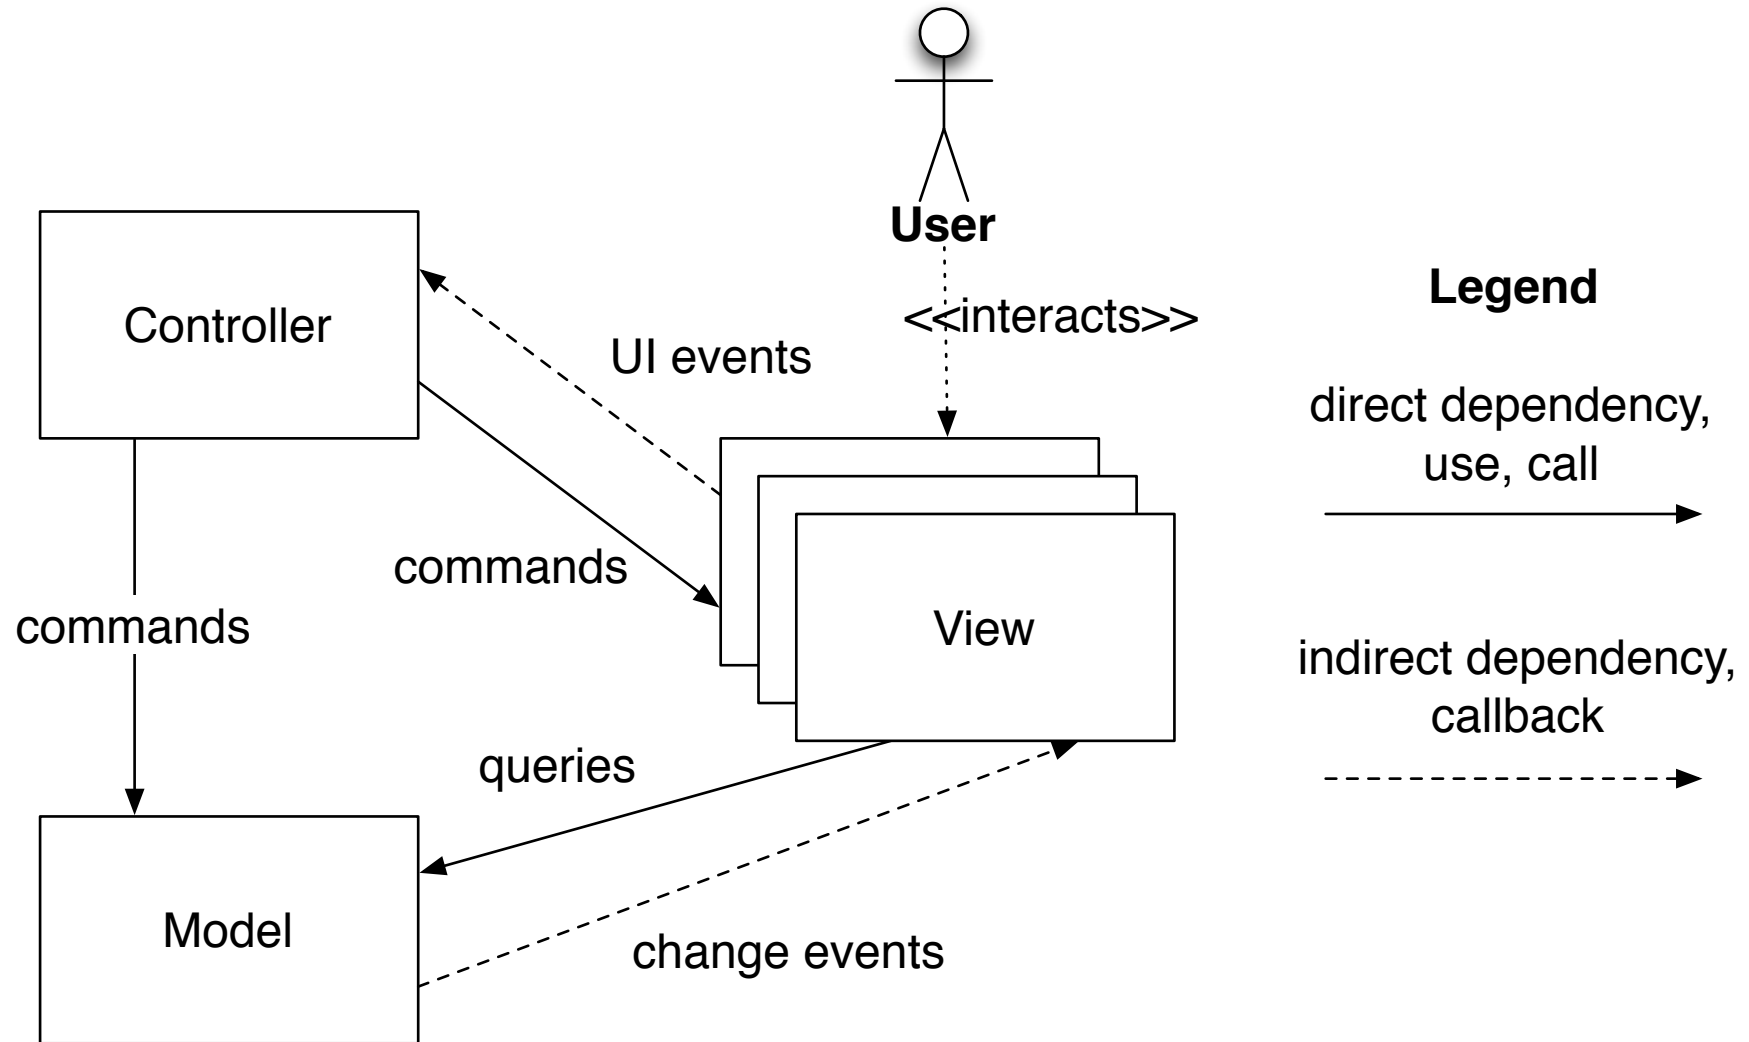 User
<<interacts>>
Controller
UI events
commands
commands
View
queries
Model
change events
Legend
direct dependency,
use, call
indirect dependency,
callback